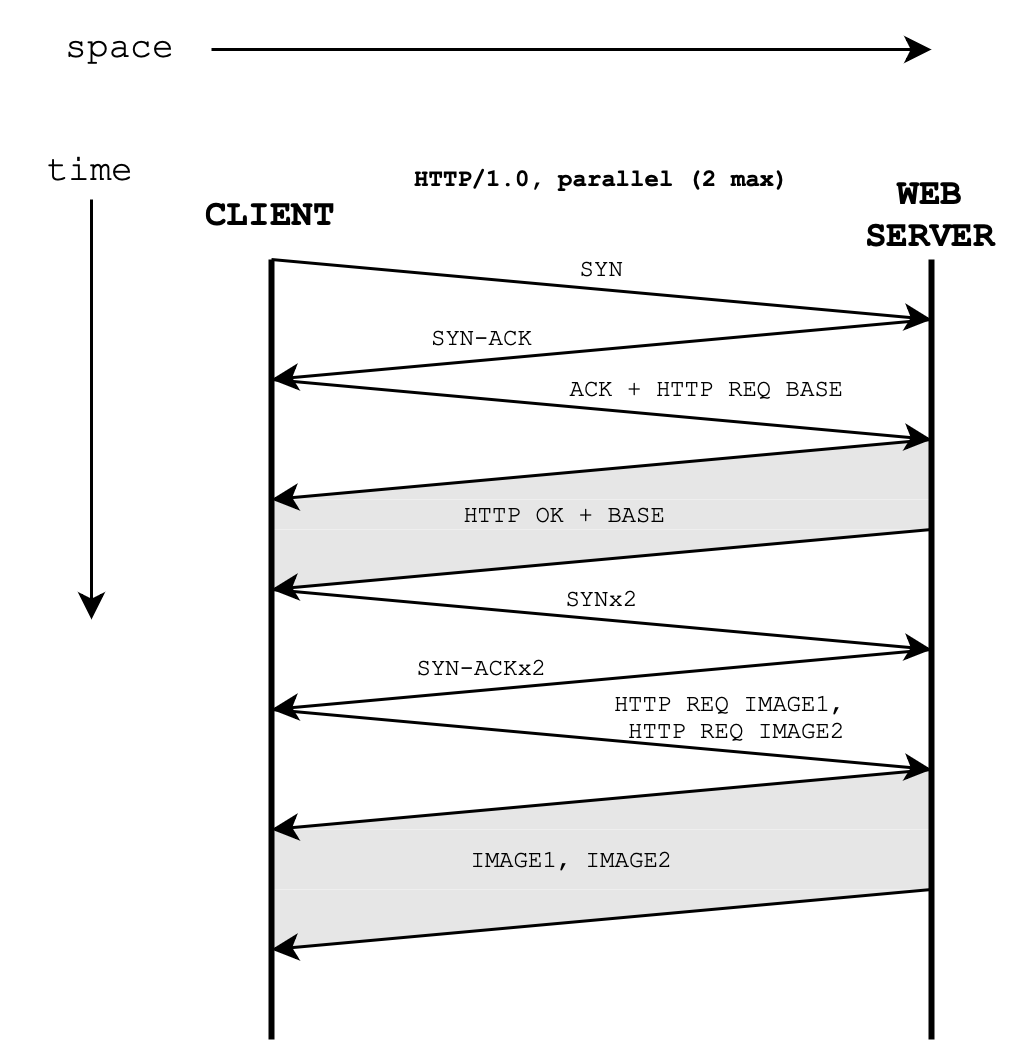 space
time
HTTP/1.0, parallel (2 max)
CLIENT
WEB
SERVER
SYN
SYN-ACK
ACK + HTTP REQ BASE
HTTP OK + BASE
SYNx2
SYN-ACKx2
HTTP REQ IMAGE1,
HTTP REQ IMAGE2
IMAGE1, IMAGE2